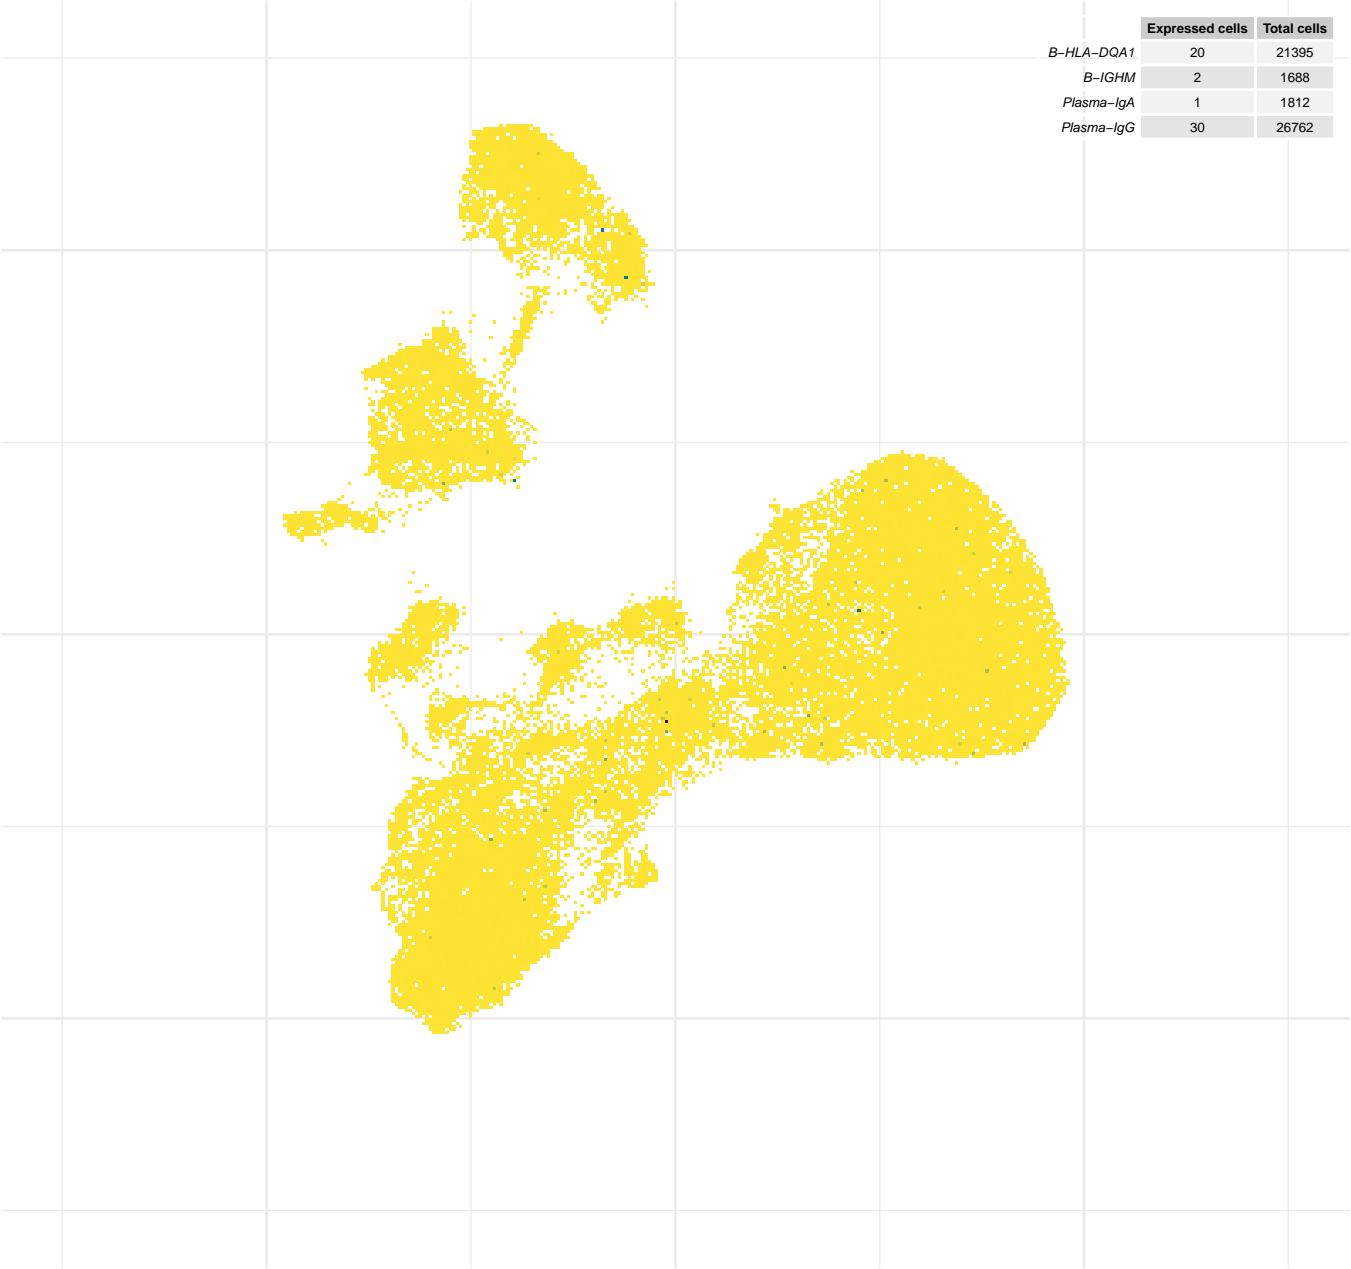 Expressed cells Total cells
B−HLA−DQA1 20 21395
B−IGHM 2 1688
Plasma−IgA 1 1812
Plasma−IgG 30 26762